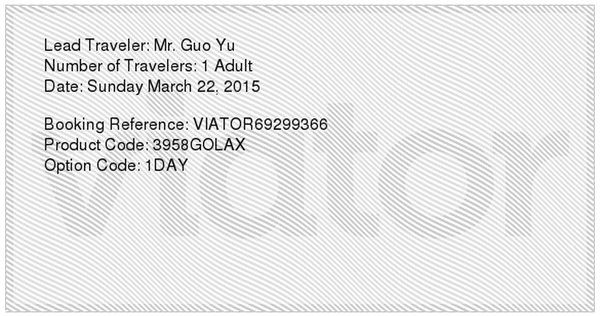 Lead Traveler: Mr. Guo Yu
Number of Travelers: 1 Adult
Date: Sunday March 22, 2015
Booking Reference: VIATOR69299366
Product Code: 3958GOLAX
Option Code: 1DAY
viator